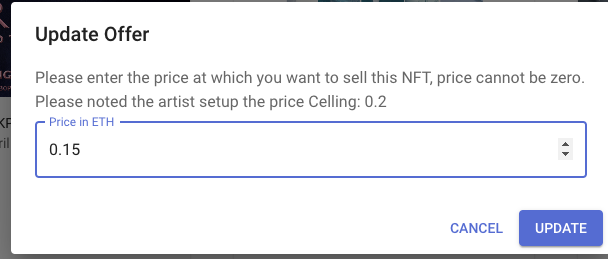 Update Offer
Please enter the price at which you want to sell this NFT, price cannot be zero.
Please noted the artist setup the price Celling: 0.2
Price in ETH
0.15
CANCEL
UPDATE